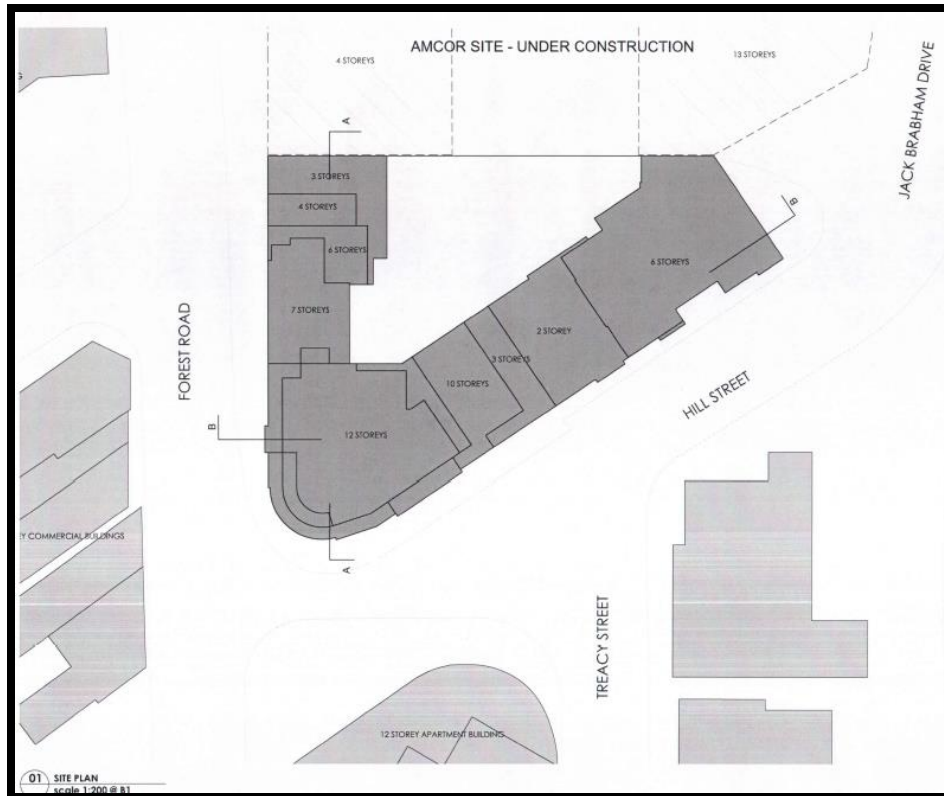 AMCOR SITE - UNDER CONSTRUCTION
4 STOREYS
13 STOREYS
JACK BRABHAM DRIVE
A
3 STOREYS
4 STOREYS
6 STOREYS
B
6 STOREYS
FOREST ROAD
7 STOREYS
2 STOREY
3 STOREYS
10 STOREYS
HILL STREET
B
12 STOREYS
COMMERCIAL BUILDINGS
A
TREACY STREET
12 STOREY APARTMENT BUILDING
01 SITE PLAN
scale 1:200 @ B1